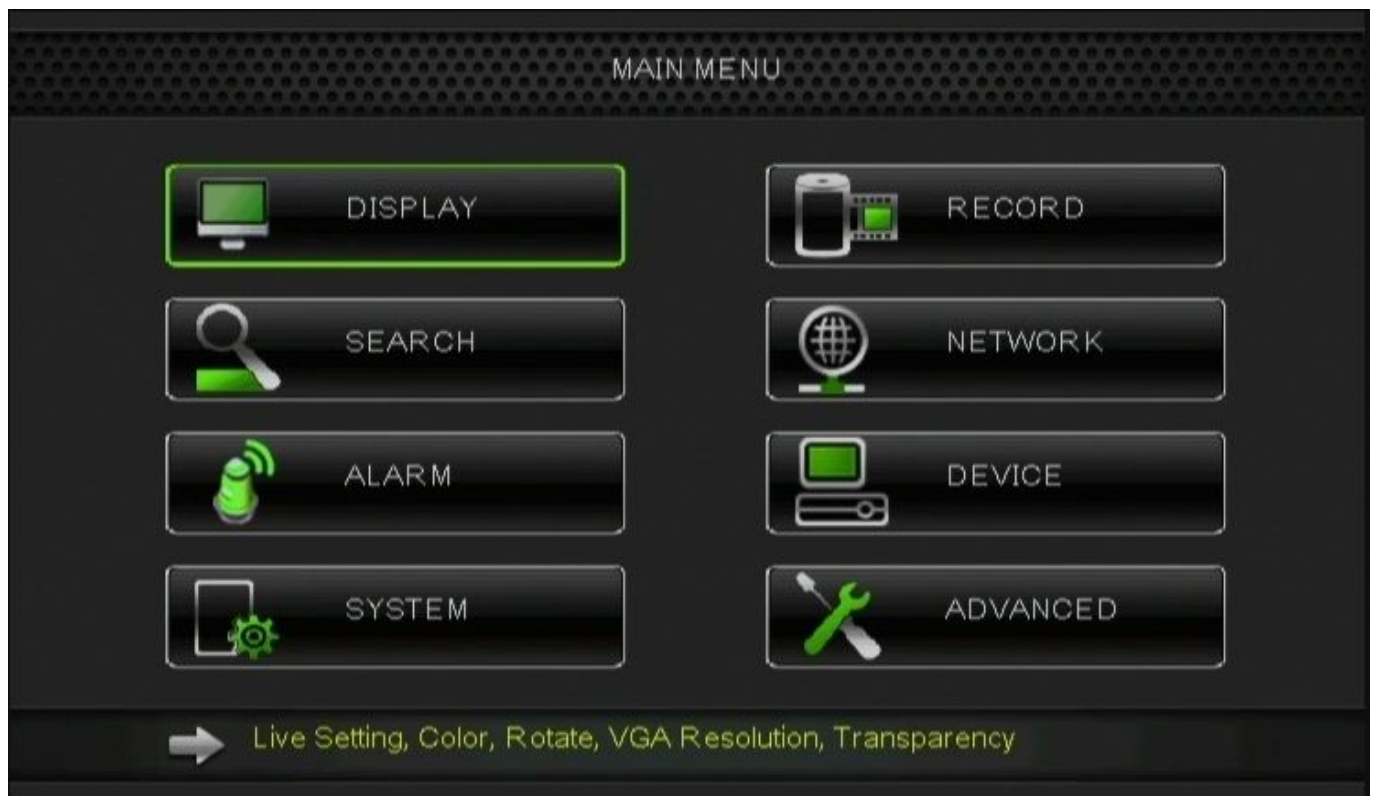 MAIN MENU
DISPLAY
RECORD
SEARCH
NETWORK
ALARM
DEVICE
SYSTEM
ADVANCED
Live Setting, Color, Rotate, VGA Resolution, Transparency